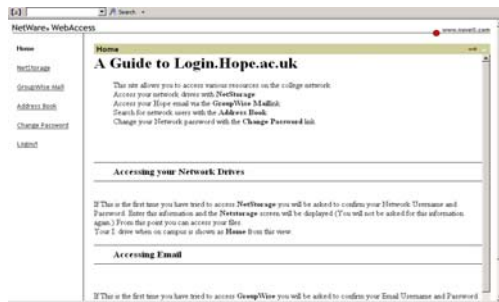 Search
NetWare® WebAccess
www.novell.com
Home
NetStorage
GroupWise Mail
Address Book
Change Password
Logout
Home
A Guide to Login.Hope.ac.uk
This site allows you to access various resources on the college network
Access your network drives with NetStorage
Access your Hope email via the GroupWise Mail link
Search for network users with the Address Book
Change your Network password with the Change Password link
Accessing your Network Drives
If This is the first time you have tried to access NetStorage you will be asked to confirm your Network Username and
Password. Enter this information and the Netstorage screen will be displayed (You will not be asked for this information
again.) From this point you can access your files.
Your I: drive when on campus is shown as Home from this view
Accessing Email
If This is the first time you have tried to access GroupWise you will be asked to confirm your Email Username and Password